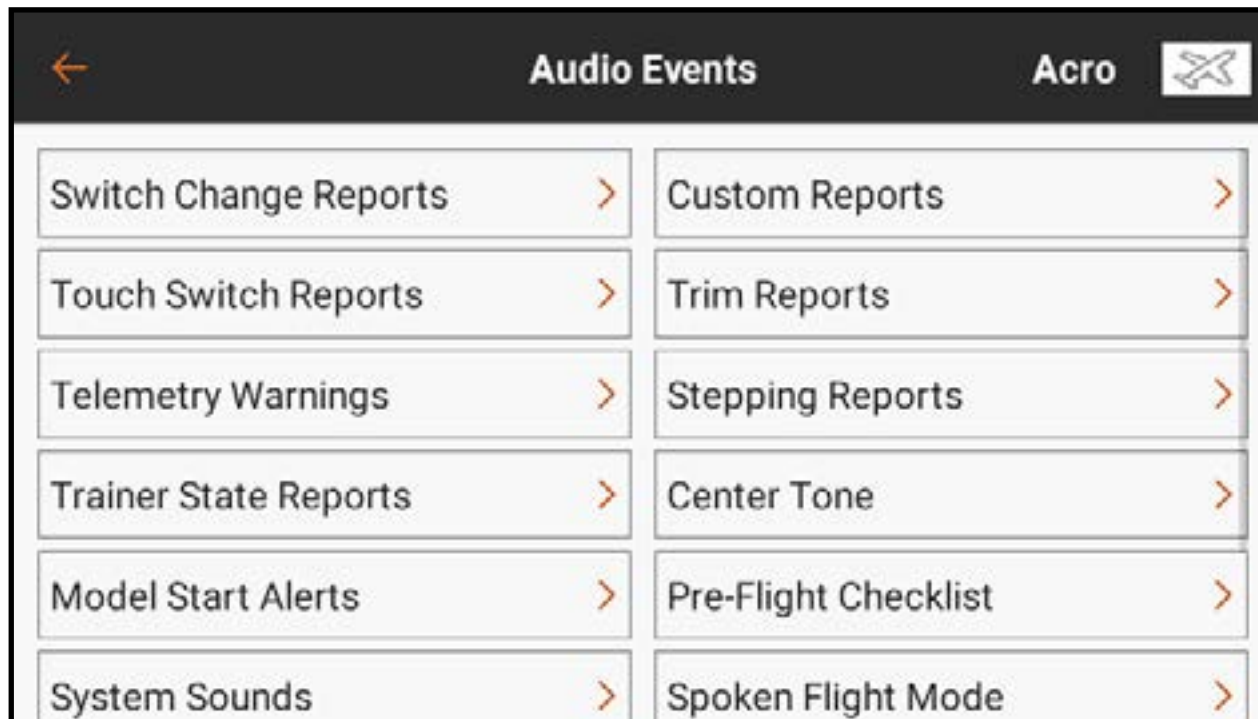 Audio Events Acro
Switch Change Reports
Custom Reports
Touch Switch Reports
Trim Reports
Telemetry Warnings
Stepping Reports
Trainer State Reports
Center Tone
Model Start Alerts
Pre-Flight Checklist
System Sounds
Spoken Flight Mode